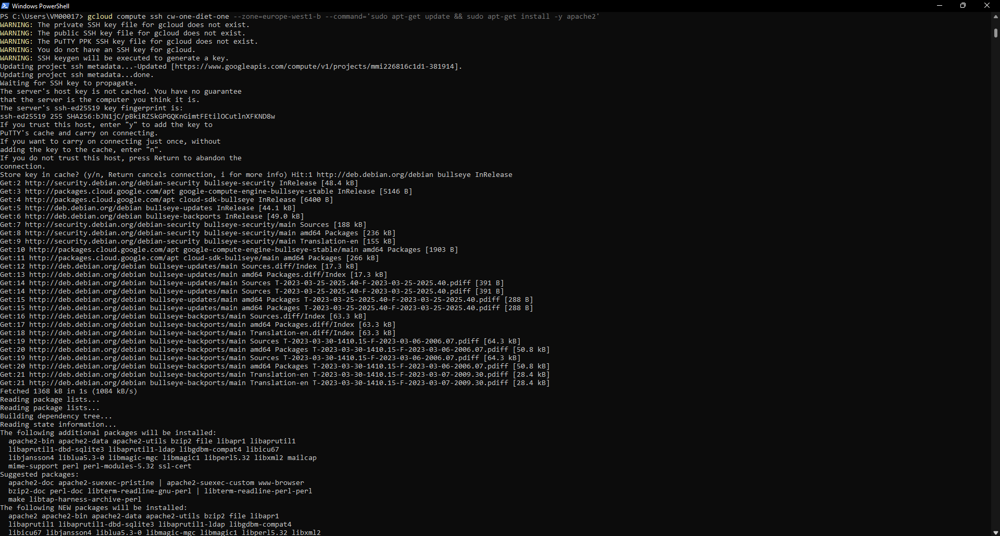 Windows PowerShell
PS C:\Users\VM00017> gcloud compute ssh cw-one-diet-one --zone=europe-west1-b --command='sudo apt-get update && sudo apt-get install -y apache2'
WARNING: The private SSH key file for gcloud does not exist.
WARNING: The public SSH key file for gcloud does not exist.
WARNING: The PuTTY PPK SSH key file for gcloud does not exist.
WARNING: You do not have an SSH key for gcloud.
WARNING: SSH keygen will be executed to generate a key.
Updating project ssh metadata...-Updated [https://www.googleapis.com/compute/v1/projects/mmi226816c1d1-381914].
Updating project ssh metadata...done.
Waiting for SSH key to propagate.
The server's host key is not cached. You have no guarantee
that the server is the computer you think it is.
The server's ssh-ed25519 key fingerprint is:
ssh-ed25519 255 SHA256:bJN1jC/pBkiRZSkGPGQKnGimtFEtilOCutlnXFKND8w
If you trust this host, enter "y" to add the key to
PuTTY's cache and carry on connecting.
If you want to carry on connecting just once, without
adding the key to the cache, enter "n".
If you do not trust this host, press Return to abandon the
connection.
Store key in cache? (y/n, Return cancels connection, i for more info) Hit:1 http://deb.debian.org/debian bullseye InRelease
Get:2 http://security.debian.org/debian-security bullseye-security InRelease [48.4 kB]
Get:3 http://packages.cloud.google.com/apt google-compute-engine-bullseye-stable InRelease [5146 B]
Get:4 http://packages.cloud.google.com/apt cloud-sdk-bullseye InRelease [6400 B]
Get:5 http://deb.debian.org/debian bullseye-updates InRelease [44.1 kB]
Get:6 http://deb.debian.org/debian bullseye-backports InRelease [49.0 kB]
Get:7 http://security.debian.org/debian-security bullseye-security/main Sources [188 kB]
Get:8 http://security.debian.org/debian-security bullseye-security/main amd64 Packages [236 kB]
Get:9 http://security.debian.org/debian-security bullseye-security/main Translation-en [155 kB]
Get:10 http://packages.cloud.google.com/apt google-compute-engine-bullseye-stable/main amd64 Packages [1903 B]
Get:11 http://packages.cloud.google.com/apt cloud-sdk-bullseye/main amd64 Packages [266 kB]
Get:12 http://deb.debian.org/debian bullseye-updates/main Sources.diff/Index [17.3 kB]
Get:13 http://deb.debian.org/debian bullseye-updates/main amd64 Packages.diff/Index [17.3 kB]
Get:14 http://deb.debian.org/debian bullseye-updates/main Sources T-2023-03-25-2025.40-F-2023-03-25-2025.40.pdiff [391 B]
Get:14 http://deb.debian.org/debian bullseye-updates/main Sources T-2023-03-25-2025.40-F-2023-03-25-2025.40.pdiff [391 B]
Get:15 http://deb.debian.org/debian bullseye-updates/main amd64 Packages T-2023-03-25-2025.40-F-2023-03-25-2025.40.pdiff [288 B]
Get:15 http://deb.debian.org/debian bullseye-updates/main amd64 Packages T-2023-03-25-2025.40-F-2023-03-25-2025.40.pdiff [288 B]
Get:16 http://deb.debian.org/debian bullseye-backports/main Sources.diff/Index [63.3 kB]
Get:17 http://deb.debian.org/debian bullseye-backports/main amd64 Packages.diff/Index [63.3 kB]
Get:18 http://deb.debian.org/debian bullseye-backports/main Translation-en.diff/Index [63.3 kB]
Get:19 http://deb.debian.org/debian bullseye-backports/main Sources T-2023-03-30-1410.15-F-2023-03-06-2006.07.pdiff [64.3 kB]
Get:20 http://deb.debian.org/debian bullseye-backports/main amd64 Packages T-2023-03-30-1410.15-F-2023-03-06-2006.07.pdiff [50.8 kB]
Get:19 http://deb.debian.org/debian bullseye-backports/main Sources T-2023-03-30-1410.15-F-2023-03-06-2006.07.pdiff [64.3 kB]
Get:20 http://deb.debian.org/debian bullseye-backports/main amd64 Packages T-2023-03-30-1410.15-F-2023-03-06-2006.07.pdiff [50.8 kB]
Get:21 http://deb.debian.org/debian bullseye-backports/main Translation-en T-2023-03-30-1410.15-F-2023-03-07-2009.30.pdiff [28.4 kB]
Get:21 http://deb.debian.org/debian bullseye-backports/main Translation-en T-2023-03-30-1410.15-F-2023-03-07-2009.30.pdiff [28.4 kB]
Fetched 1368 kB in 1s (1084 kB/s)
Reading package lists...
Reading package lists...
Building dependency tree...
Reading state information...
The following additional packages will be installed:
  apache2-bin apache2-data apache2-utils bzip2 file libapr1 libaprutil1
  libaprutil1-dbd-sqlite3 libaprutil1-ldap libgdbm-compat4 libicu67
  libjansson4 liblua5.3-0 libmagic-mgc libmagic1 libperl5.32 libxml2 mailcap
  mime-support perl perl-modules-5.32 ssl-cert
Suggested packages:
  apache2-doc apache2-suexec-pristine | apache2-suexec-custom www-browser
  bzip2-doc perl-doc libterm-readline-gnu-perl | libterm-readline-perl-perl
  make libtap-harness-archive-perl
The following NEW packages will be installed:
  apache2 apache2-bin apache2-data apache2-utils bzip2 file libapr1
  libaprutil1 libaprutil1-dbd-sqlite3 libaprutil1-ldap libgdbm-compat4
  libicu67 libjansson4 liblua5.3-0 libmagic-mgc libmagic1 libperl5.32 libxml2